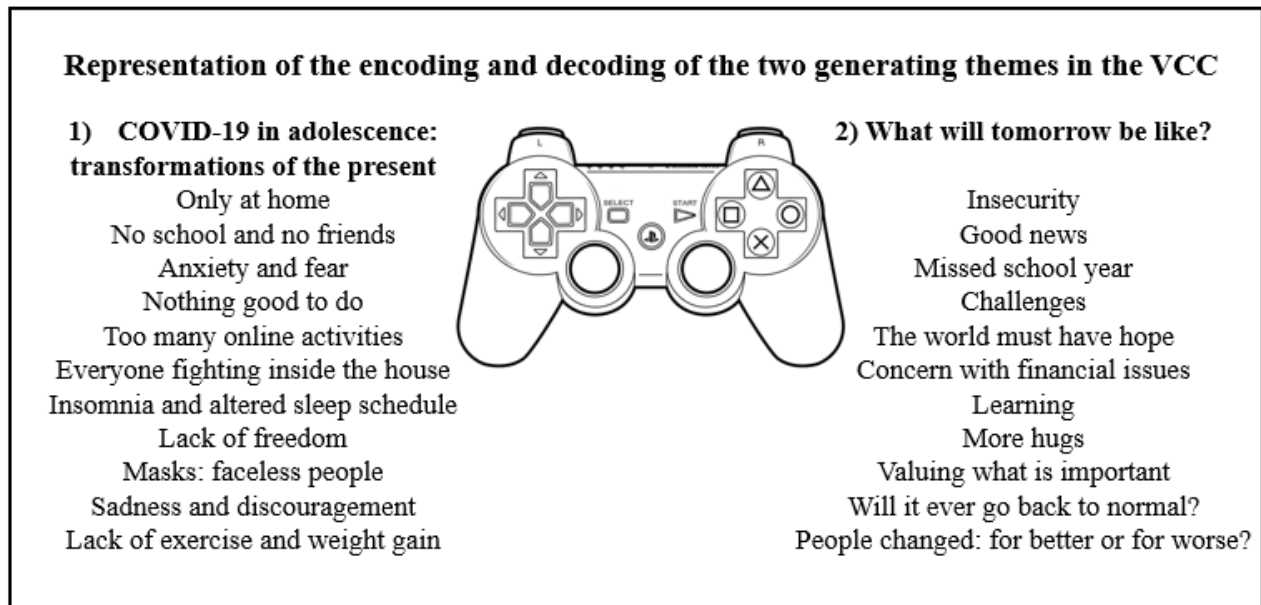 Representation of the encoding and decoding of the two generating themes in the VCC
1) COVID-19 in adolescence:
transformations of the present
Only at home
No school and no friends
Anxiety and fear
Nothing good to do
Too many online activities
Everyone fighting inside the house
Insomnia and altered sleep schedule
Lack of freedom
Masks: faceless people
Sadness and discouragement
Lack of exercise and weight gain
L
R
SELECT
START
2) What will tomorrow be like?
Insecurity
Good news
Missed school year
Challenges
The world must have hope
Concern with financial issues
Learning
More hugs
Valuing what is important
Will it ever go back to normal?
People changed: for better or for worse?